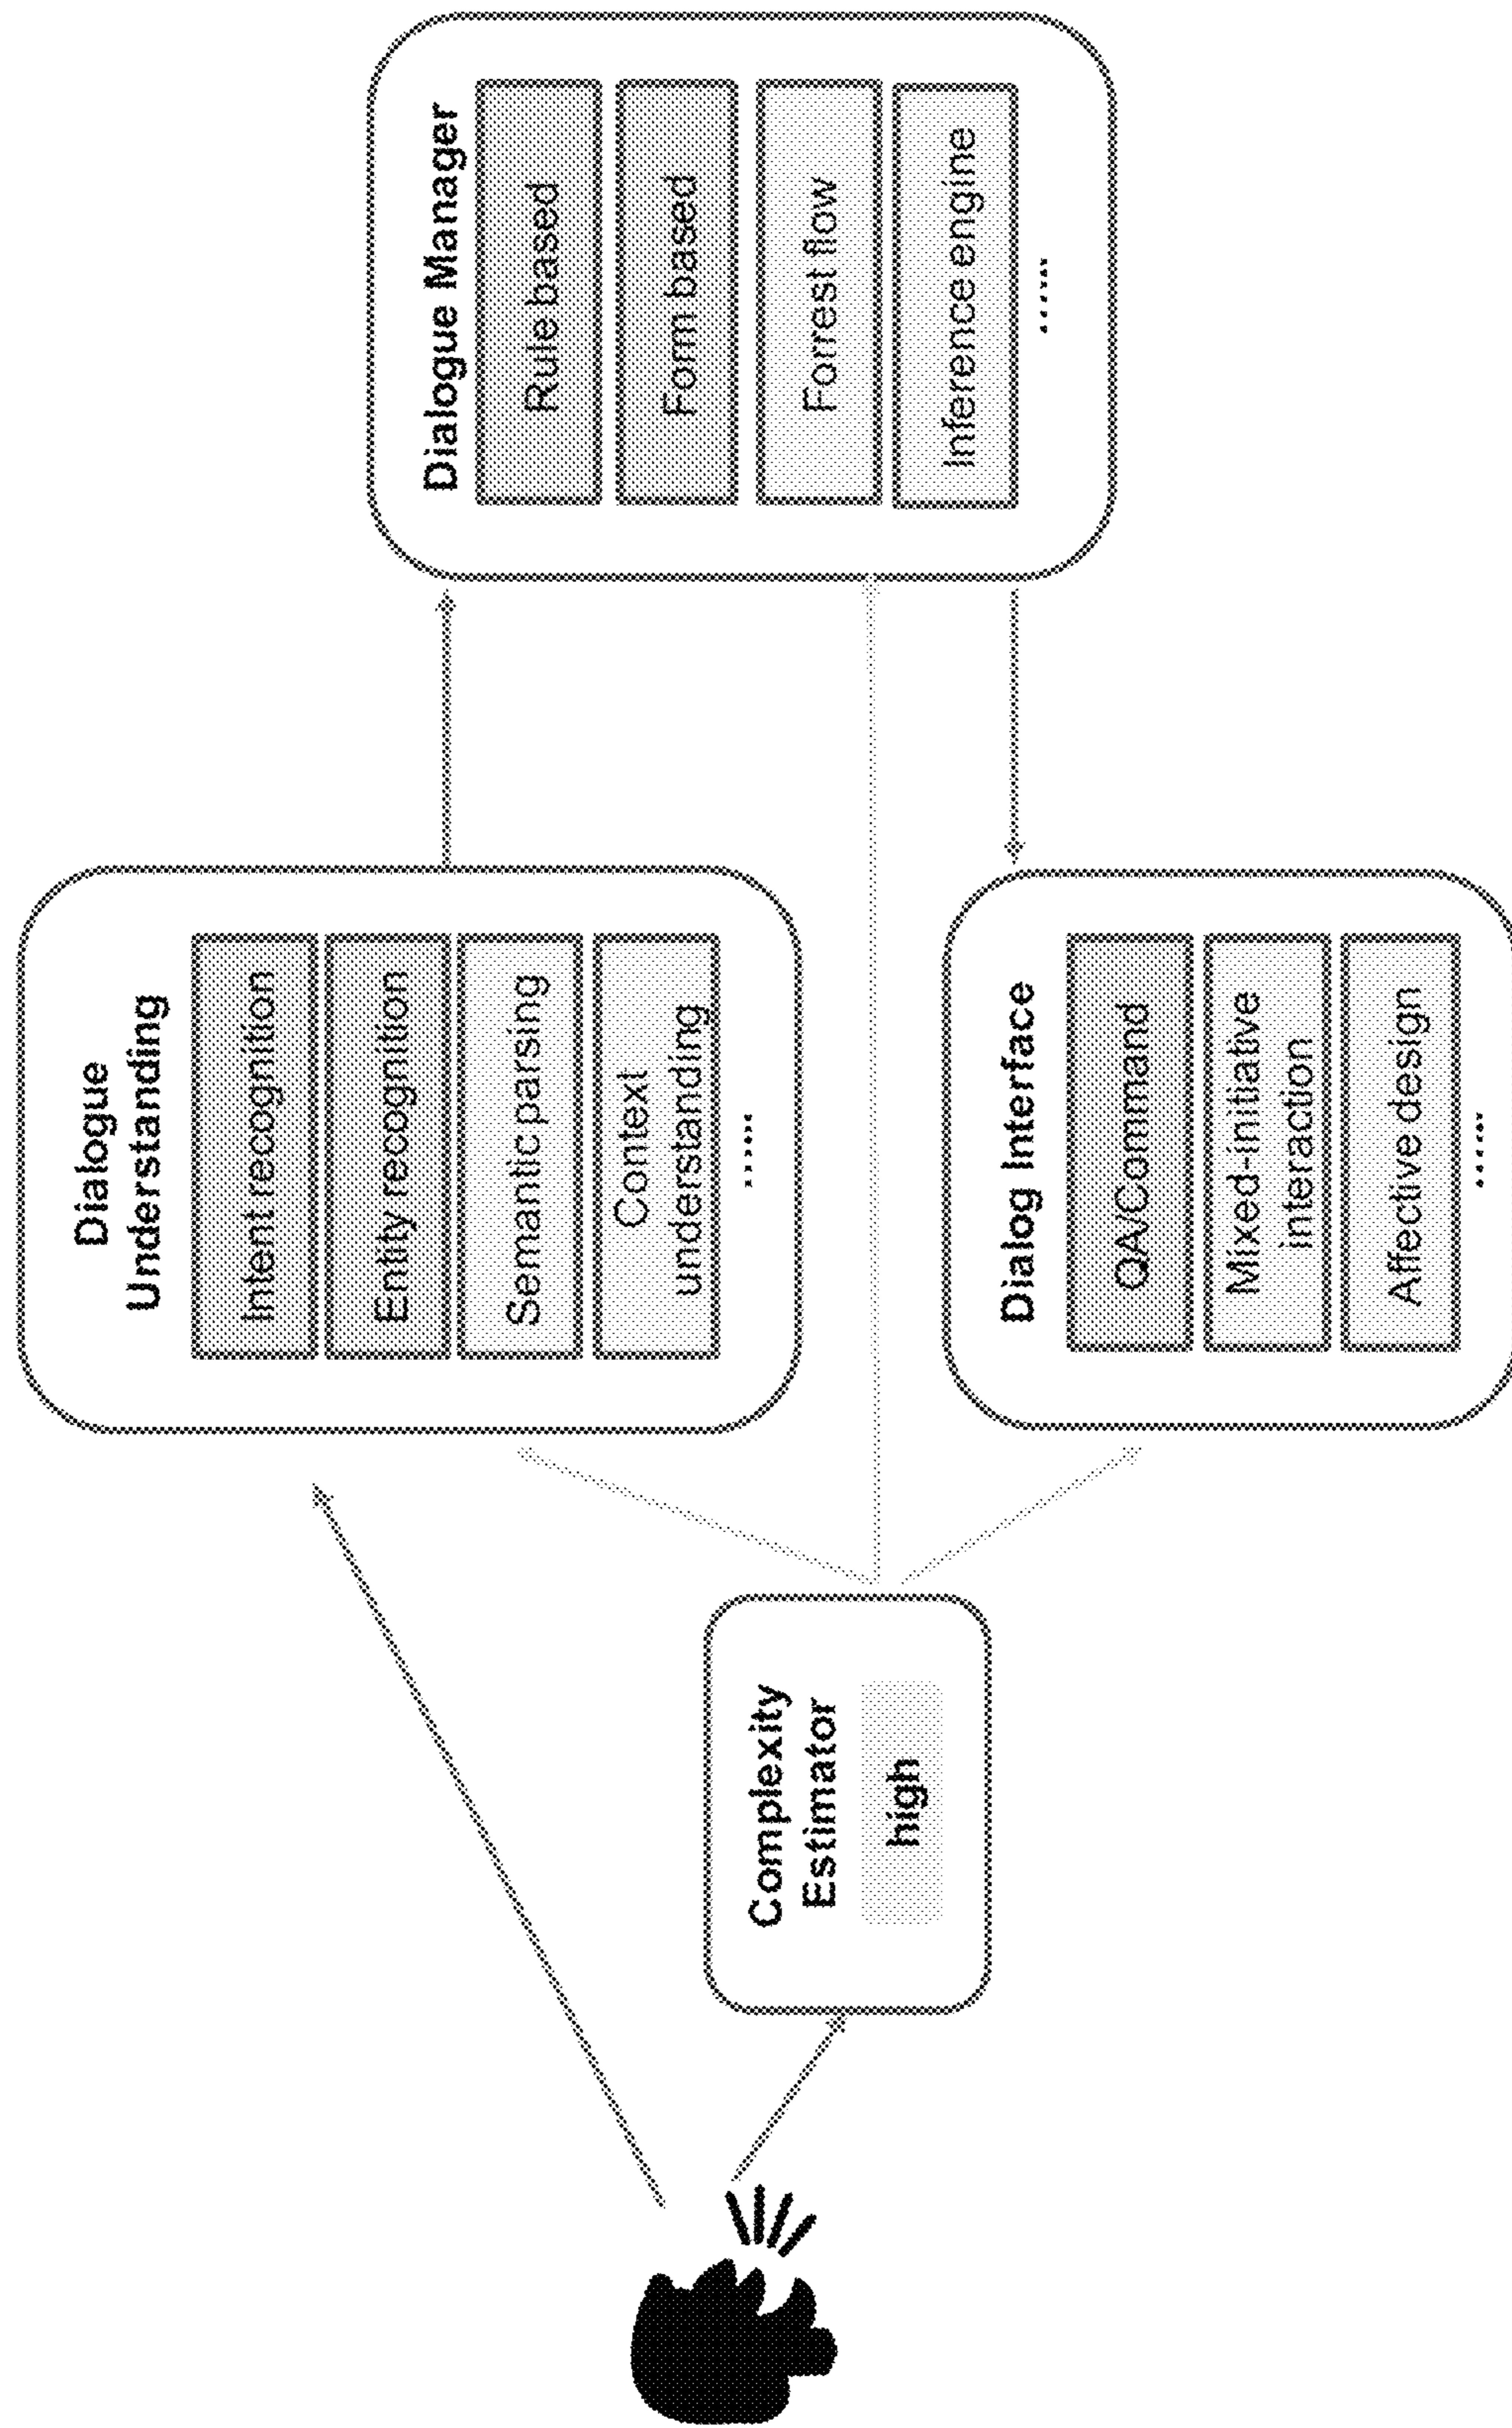 Dialogue
Understanding
Intent recognition
Entity recognition
Semantic parsing
Context
understanding
......
Dialogue Manager
Rule based
Form based
Forrest flow
Inference engine
......
Complexity
Estimator
high
Dialog Interface
QA/Command
Mixed-initiative
interaction
Affective design
......